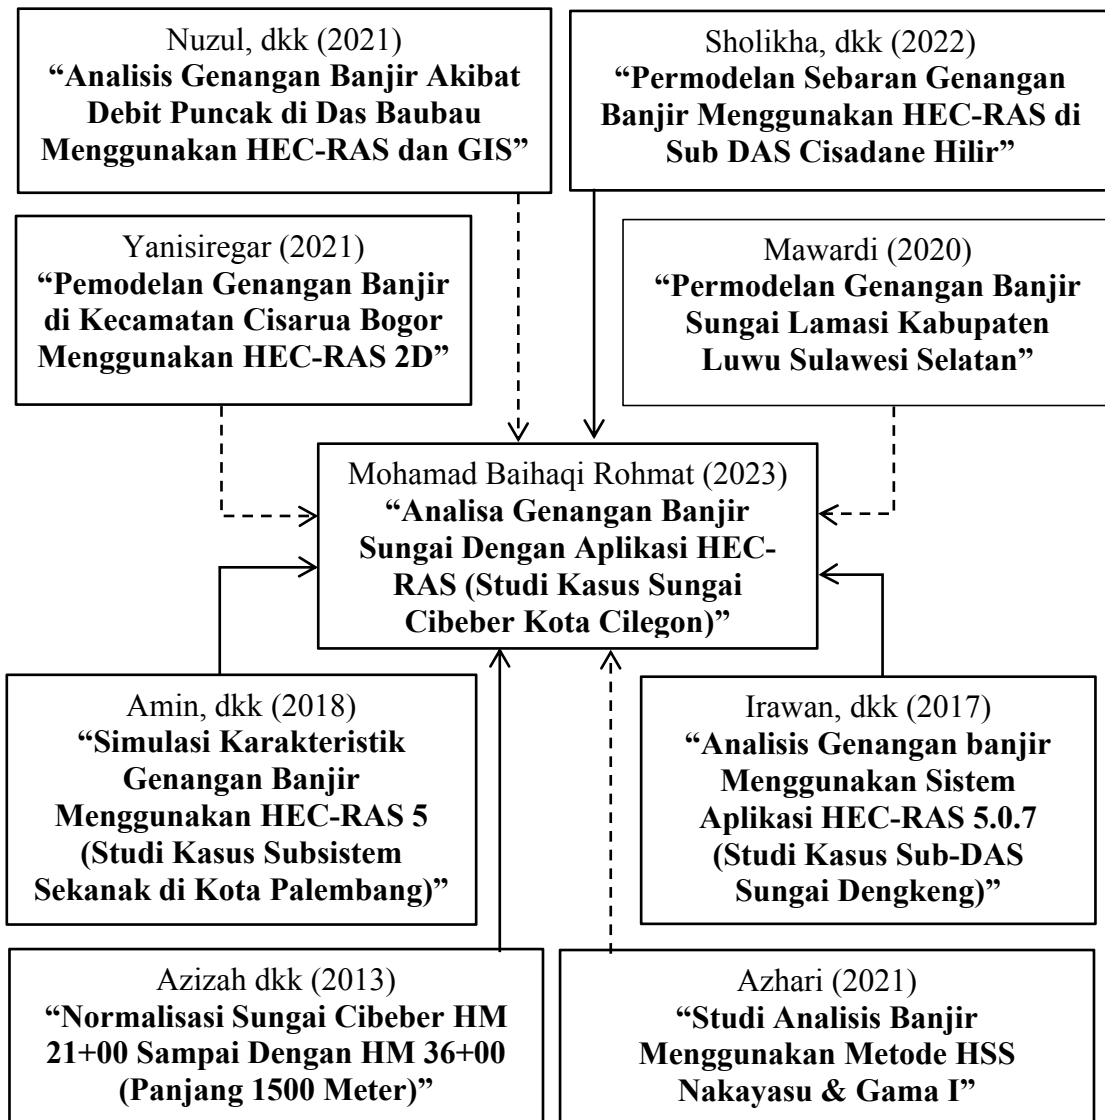 Nuzul, dkk (2021)
“Analisis Genangan Banjir Akibat
Debit Puncak di Das Baubau
Menggunakan HEC-RAS dan GIS”
Sholikha, dkk (2022)
“Permodelan Sebaran Genangan
Banjir Menggunakan HEC-RAS di
Sub DAS Cisadane Hilir”
Yanisiregar (2021)
“Pemodelan Genangan Banjir
di Kecamatan Cisarua Bogor
Menggunakan HEC-RAS 2D”
Mawardi (2020)
“Permodelan Genangan Banjir
Sungai Lamasi Kabupaten
Luwu Sulawesi Selatan”
Mohamad Baihaqi Rohmat (2023)
“Analisa Genangan Banjir
Sungai Dengan Aplikasi HEC-
RAS (Studi Kasus Sungai
Cibeber Kota Cilegon)”
Amin, dkk (2018)
“Simulasi Karakteristik
Genangan Banjir
Menggunakan HEC-RAS 5
(Studi Kasus Subsistem
Sekanak di Kota Palembang)”
Irawan, dkk (2017)
“Analisis Genangan banjir
Menggunakan Sistem
Aplikasi HEC-RAS 5.0.7
(Studi Kasus Sub-DAS
Sungai Dengkeng)”
Azizah dkk (2013)
“Normalisasi Sungai Cibeber HM
21+00 Sampai Dengan HM 36+00
(Panjang 1500 Meter)”
Azhari (2021)
“Studi Analisis Banjir
Menggunakan Metode HSS
Nakayasu & Gama I”